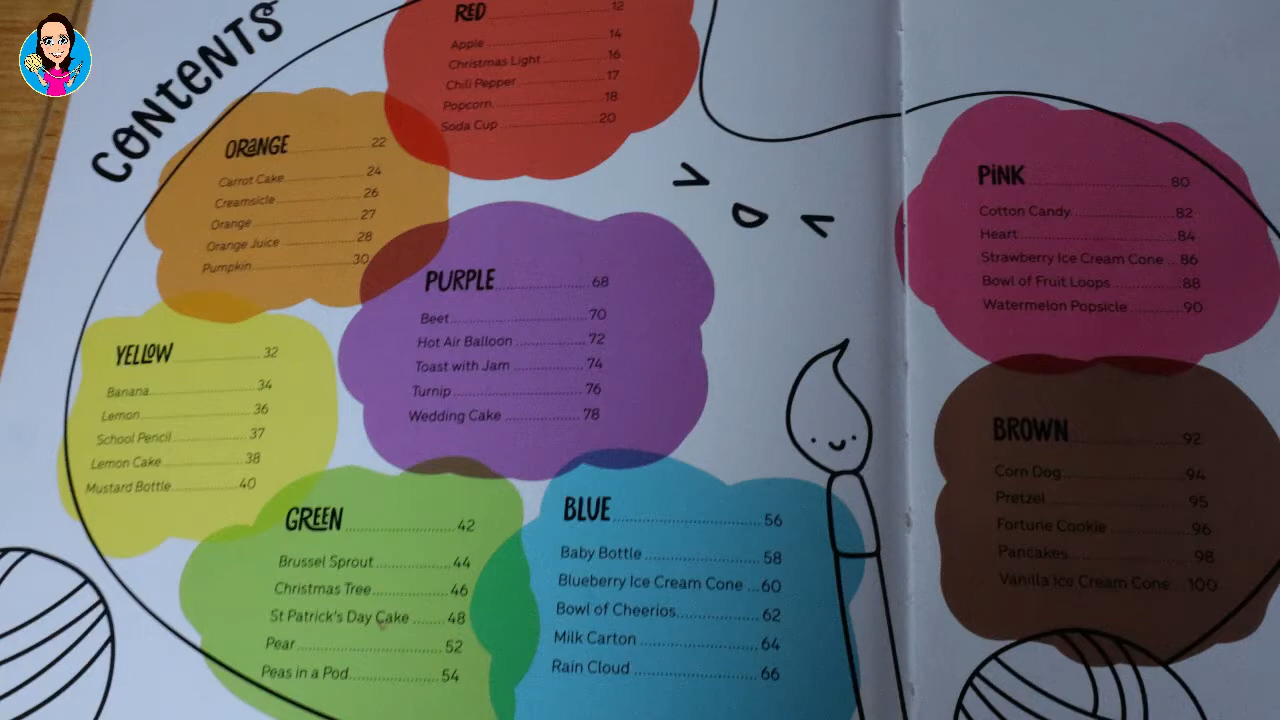 CONTENTS
RED 12
Apple 14
Christmas Light 16
Chili Pepper 17
Popcorn 18
Soda Cup 20
ORANGE 22
Carrot Cake 24
Creamsicle 26
Orange 27
Orange Juice 28
Pumpkin 30
YELLOW 32
Banana 34
Lemon 36
School Pencil 37
Lemon Cake 38
Mustard Bottle 40
GREEN 42
Brussel Sprout 44
Christmas Tree 46
St Patrick's Day Cake 48
Pear 52
Peas in a Pod 54
BLUE 56
Baby Bottle 58
Blueberry Ice Cream Cone 60
Bowl of Cheerios 62
Milk Carton 64
Rain Cloud 66
PURPLE 68
Beet 70
Hot Air Balloon 72
Toast with Jam 74
Turnip 76
Wedding Cake 78
PINK 80
Cotton Candy 82
Heart 84
Strawberry Ice Cream Cone 86
Bowl of Fruit Loops 88
Watermelon Popsicle 90
BROWN 92
Corn Dog 94
Pretzel 95
Fortune Cookie 96
Pancakes 98
Vanilla Ice Cream Cone 100